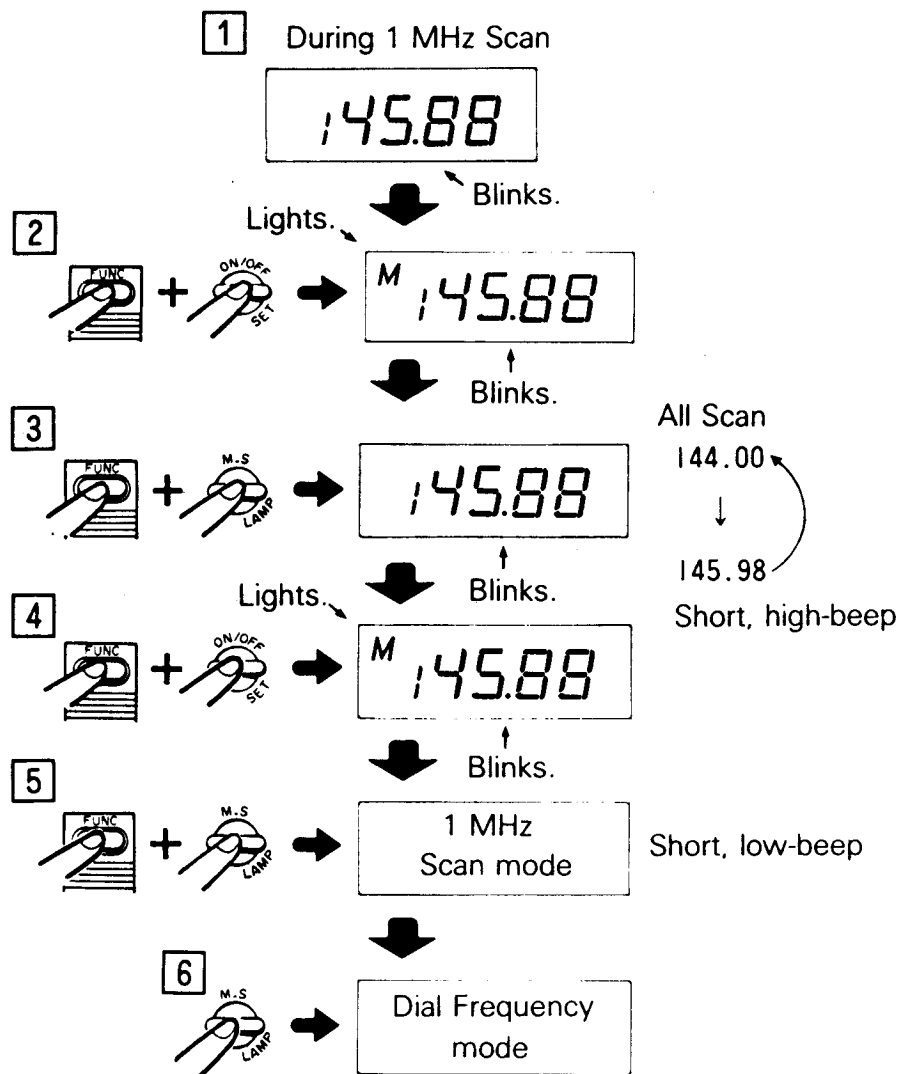 1 During 1 MHz Scan
145.88
Blinks.
Lights.
2
FUNC + ON/OFF SET M 145.88
Blinks.
3
FUNC + M.S LAMP 145.88
Blinks.
All Scan
144.00
145.98
Short, high-beep
Lights.
4
FUNC + ON/OFF SET M 145.88
Blinks.
5
FUNC + M.S LAMP 1 MHz
Scan mode
Short, low-beep
6
M.S LAMP Dial Frequency
mode